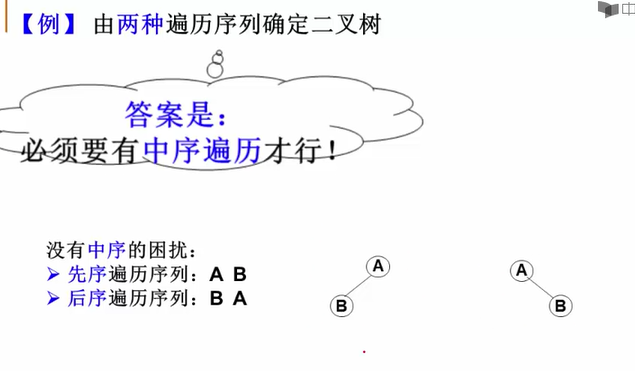 【例】 由两种遍历序列确定二叉树
中
答案是：
必须要有中序遍历才行！
没有中序的困扰：
➢ 先序遍历序列：A B
➢ 后序遍历序列：B A
A
A
B
B